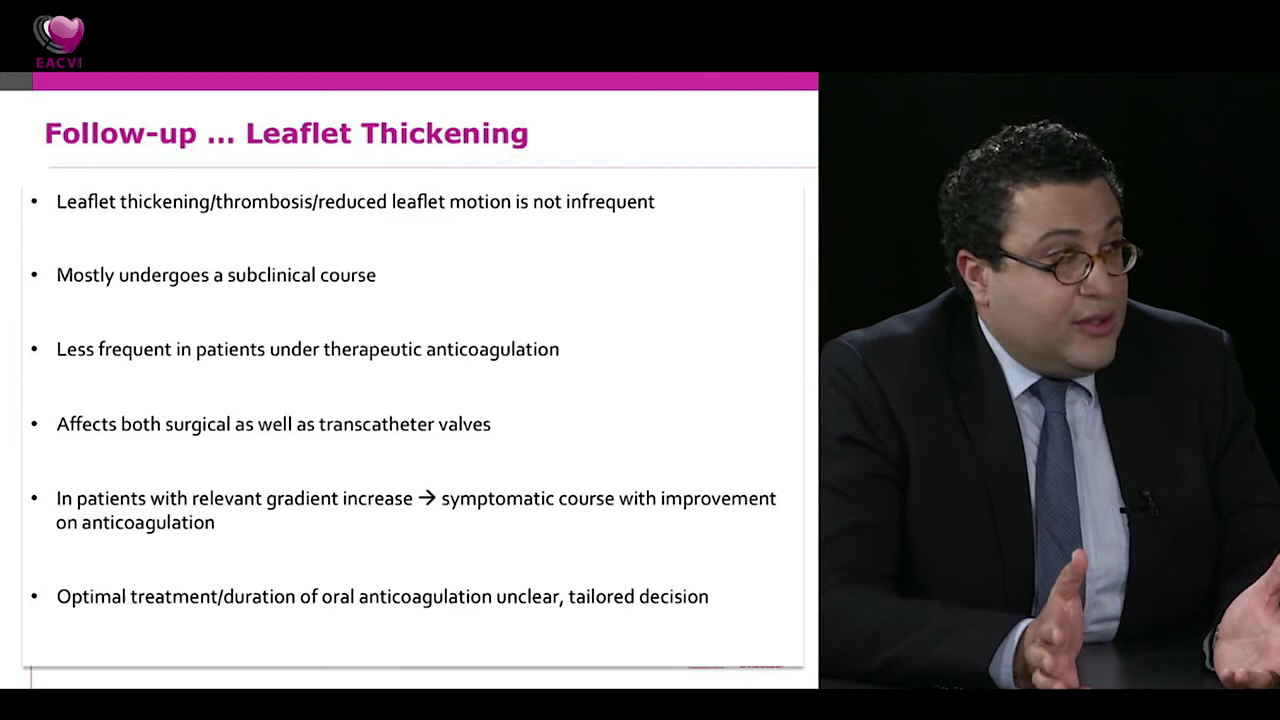 EACVI
Follow-up ... Leaflet Thickening
• Leaflet thickening/thrombosis/reduced leaflet motion is not infrequent
• Mostly undergoes a subclinical course
• Less frequent in patients under therapeutic anticoagulation
• Affects both surgical as well as transcatheter valves
• In patients with relevant gradient increase → symptomatic course with improvement
on anticoagulation
• Optimal treatment/duration of oral anticoagulation unclear, tailored decision